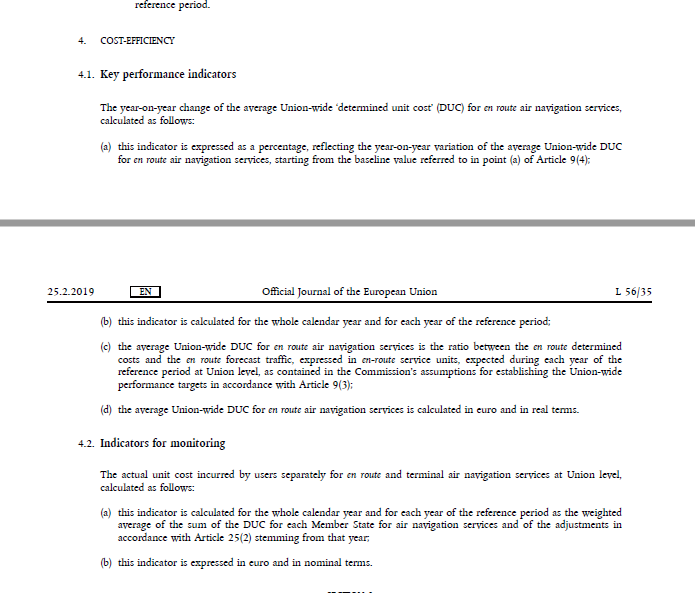 reference period.
4. COST-EFFICIENCY
4.1. Key performance indicators
The year-on-year change of the average Union-wide ‘determined unit cost’ (DUC) for en route air navigation services,
calculated as follows:
(a) this indicator is expressed as a percentage, reflecting the year-on-year variation of the average Union-wide DUC
for en route air navigation services, starting from the baseline value referred to in point (a) of Article 9(4);
25.2.2019 EN Official Journal of the European Union L 56/35
(b) this indicator is calculated for the whole calendar year and for each year of the reference period;
(c) the average Union-wide DUC for en route air navigation services is the ratio between the en route determined
costs and the en route forecast traffic, expressed in en-route service units, expected during each year of the
reference period at Union level, as contained in the Commission's assumptions for establishing the Union-wide
performance targets in accordance with Article 9(3);
(d) the average Union-wide DUC for en route air navigation services is calculated in euro and in real terms.
4.2. Indicators for monitoring
The actual unit cost incurred by users separately for en route and terminal air navigation services at Union level,
calculated as follows:
(a) this indicator is calculated for the whole calendar year and for each year of the reference period as the weighted
average of the sum of the DUC for each Member State for air navigation services and of the adjustments in
accordance with Article 25(2) stemming from that year;
(b) this indicator is expressed in euro and in nominal terms.